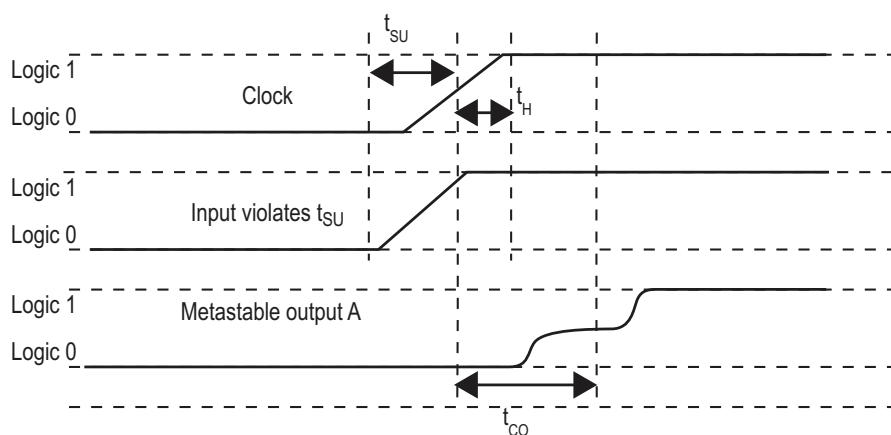 tSU
Logic 1
Clock
tH
Logic 0
Logic 1
Input violates tSU
Logic 0
Logic 1
Metastable output A
Logic 0
tCO